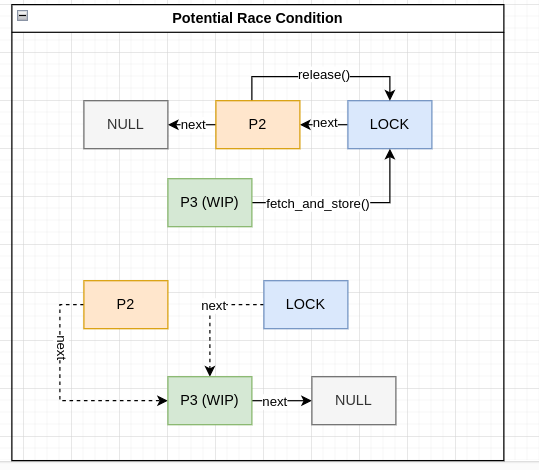 Potential Race Condition
release()
NULL
next
P2
next
LOCK
P3 (WIP)
fetch_and_store()
P2
next
LOCK
next
P3 (WIP)
next
NULL